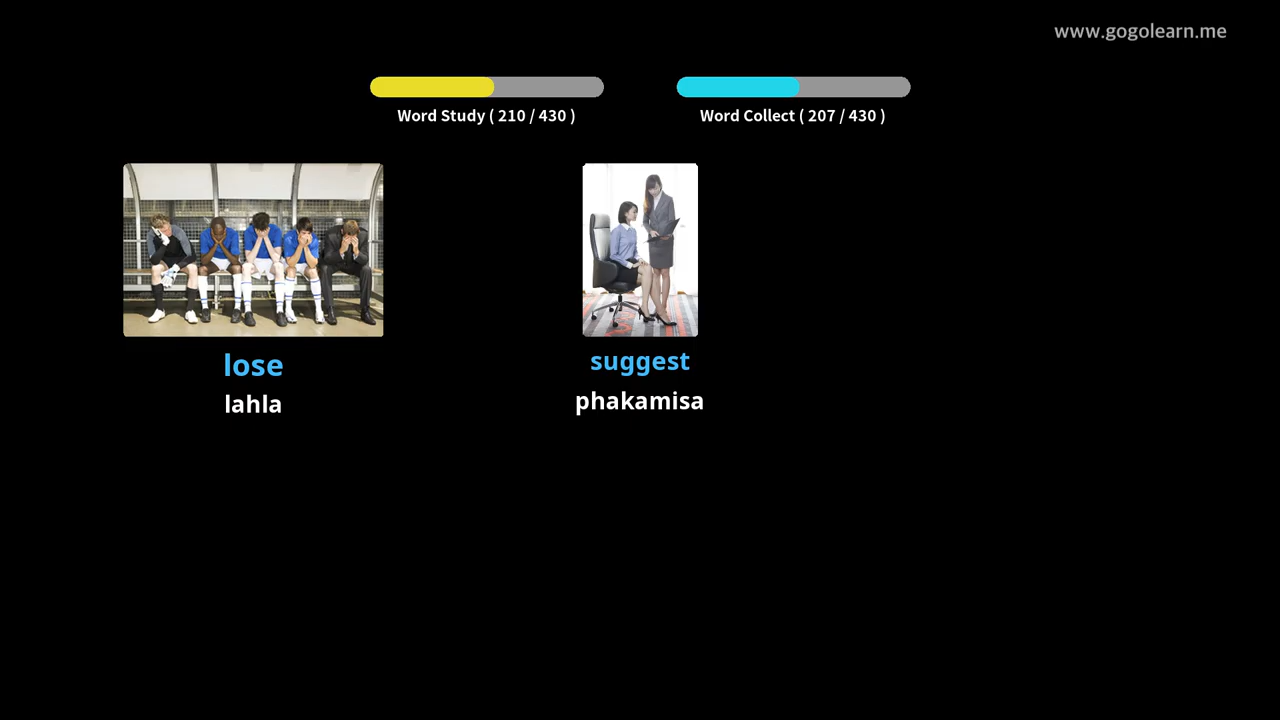 www.gogolearn.me
Word Study ( 210 / 430 )
Word Collect ( 207 / 430 )
lose
lahla
suggest
phakamisa